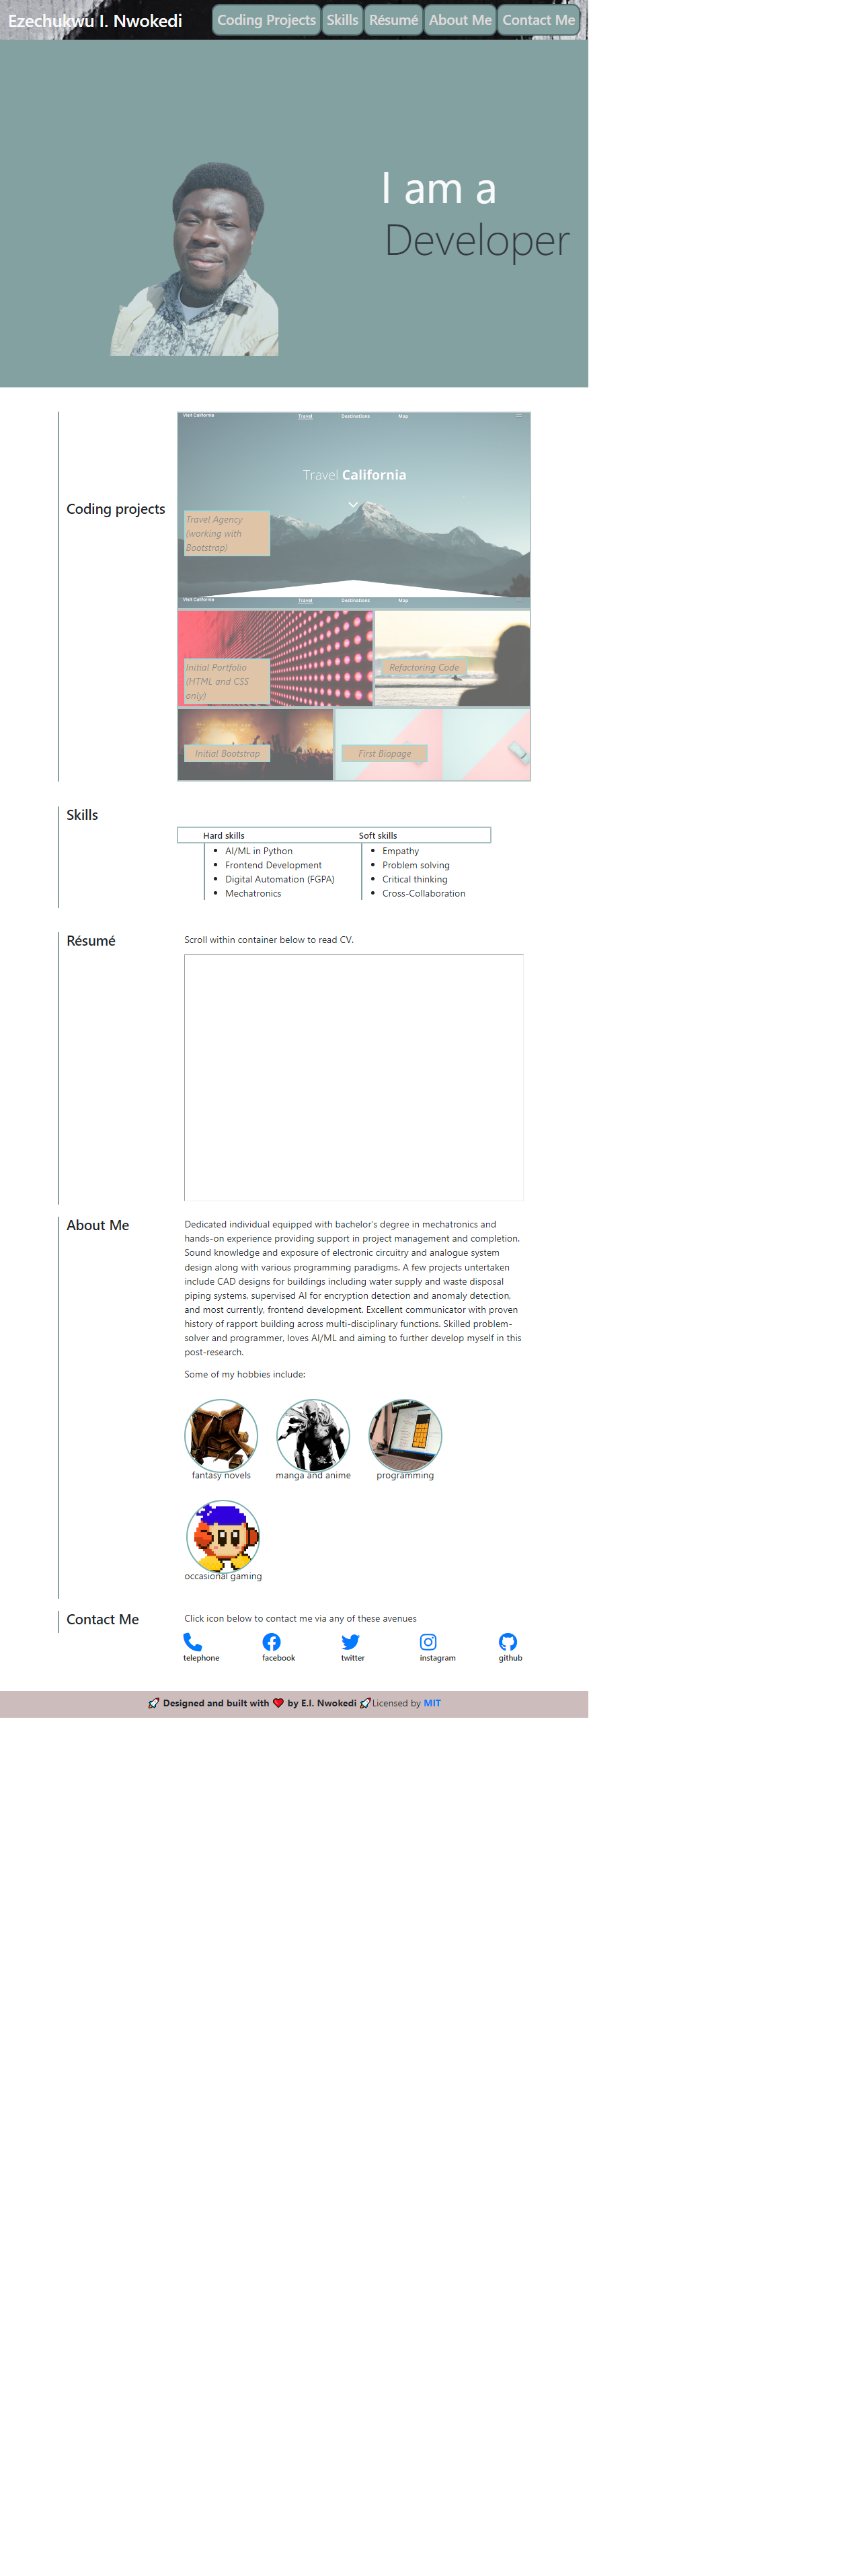 Ezechukwu I. Nwokedi
Coding Projects
Skills
Résumé
About Me
Contact Me
I am a
Developer
Coding projects
Visit California
Travel
Destinations
Map
Travel California
Travel Agency
(working with
Bootstrap)
Visit California
Travel
Destinations
Map
Initial Portfolio
(HTML and CSS
only)
Refactoring Code
Initial Bootstrap
First Biopage
Skills
Hard skills
Soft skills
AI/ML in Python
Frontend Development
Digital Automation (FGPA)
Mechatronics
Empathy
Problem solving
Critical thinking
Cross-Collaboration
Résumé
Scroll within container below to read CV.
About Me
Dedicated individual equipped with bachelor's degree in mechatronics and
hands-on experience providing support in project management and completion.
Sound knowledge and exposure of electronic circuitry and analogue system
design along with various programming paradigms. A few projects untertaken
include CAD designs for buildings including water supply and waste disposal
piping systems, supervised AI for encryption detection and anomaly detection,
and most currently, frontend development. Excellent communicator with proven
history of rapport building across multi-disciplinary functions. Skilled problem-
solver and programmer, loves AI/ML and aiming to further develop myself in this
post-research.
Some of my hobbies include:
fantasy novels
manga and anime
programming
occasional gaming
Contact Me
Click icon below to contact me via any of these avenues
telephone
facebook
twitter
instagram
github
🚀 Designed and built with ❤️ by E.I. Nwokedi 🚀Licensed by MIT